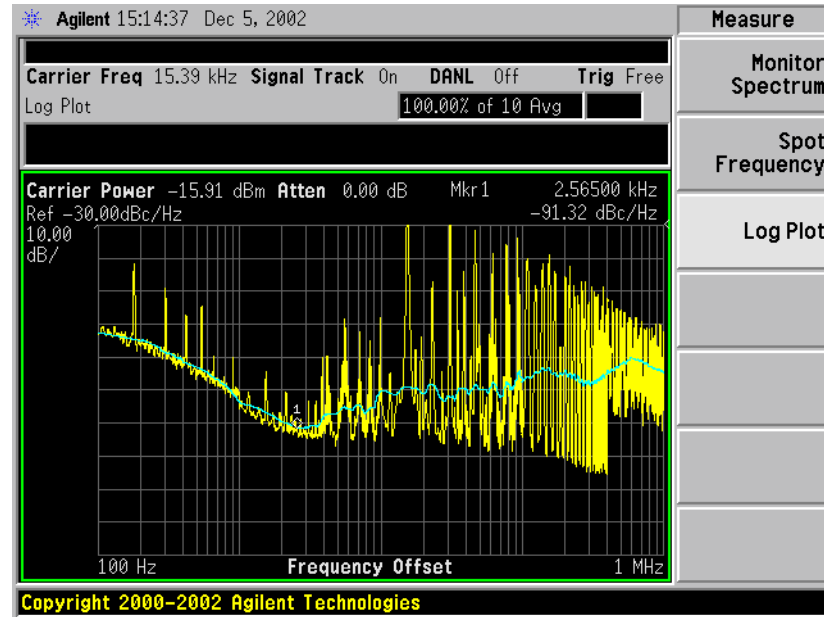 Agilent 15:14:37 Dec 5, 2002
Measure
Carrier Freq 15.39 kHz Signal Track On DANL Off Trig Free
Log Plot 100.00% of 10 Avg
Carrier Power -15.91 dBm Atten 0.00 dB Mkr1 2.56500 kHz
Ref -30.00dBc/Hz -91.32 dBc/Hz
10.00
dB/
1
100 Hz Frequency Offset 1 MHz
Monitor
Spectrum
Spot
Frequency
Log Plot
Copyright 2000-2002 Agilent Technologies